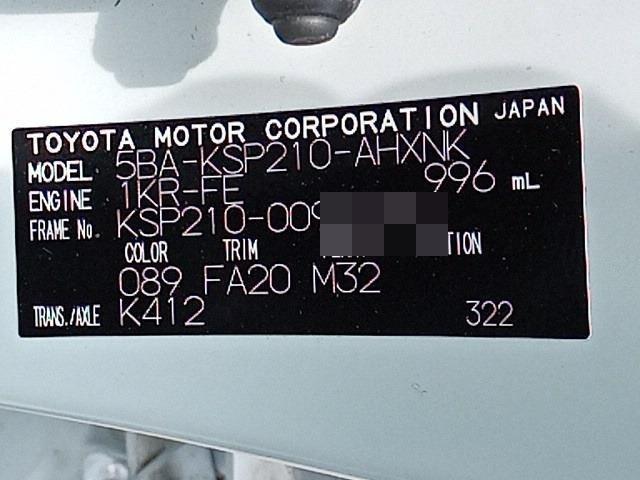 TOYOTA MOTOR CORPORATION JAPAN
MODEL 5BA-KSP210-AHXNK
ENGINE 1KR-FE 996 mL
FRAME No. KSP210-009
COLOR TRIM
089 FA20 M32
TRANS./AXLE K412 322